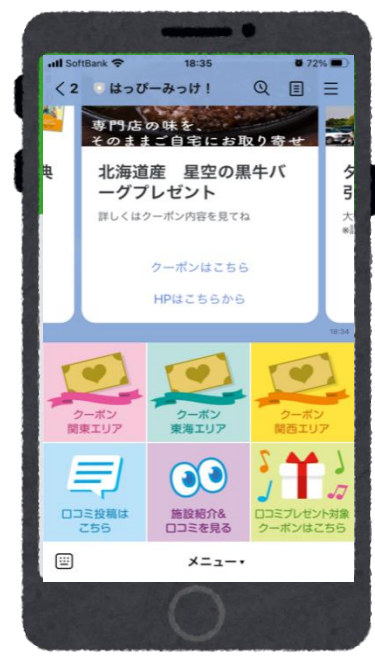 SoftBank 18:35 72%
2 はっぴーみっけ！
専門店の味を、
そのままご自宅にお取り寄せ
典
北海道産 星空の黒牛バ
ーグプレゼント
詳しくはクーポン内容を見てね
クーポンはこちら
HPはこちらから
引
大
18:34
クーポン
関東エリア
クーポン
東海エリア
クーポン
関西エリア
口コミ投稿は
こちら
施設紹介&
口コミを見る
口コミプレゼント対象
クーポンはこちら
メニュー▾